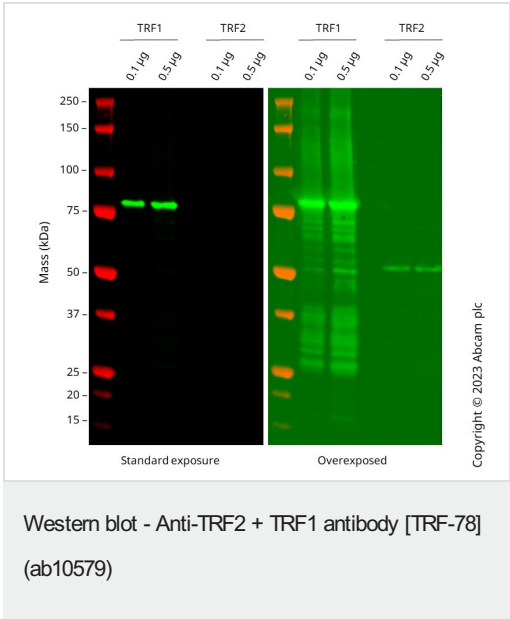 TRF1 TRF2 TRF1 TRF2
0.1 µg 0.5 µg 0.1 µg 0.5 µg 0.1 µg 0.5 µg 0.1 µg 0.5 µg
Mass (kDa)
250
150
100
75
50
37
25
20
15
Standard exposure Overexposed
Copyright © 2023 Abcam plc
Western blot - Anti-TRF2 + TRF1 antibody [TRF-78]
(ab10579)